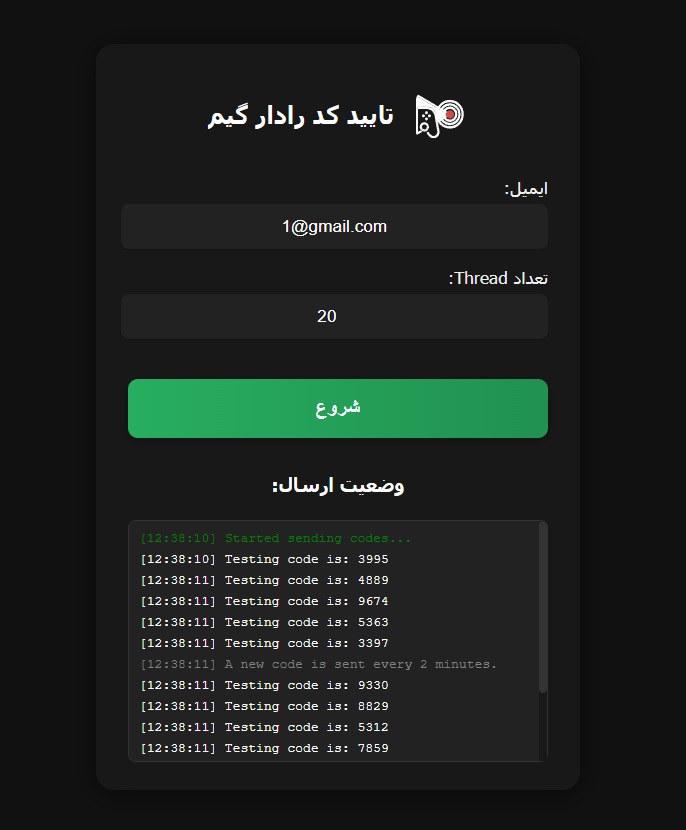 تایید کد رادار گیم
ایمیل:
1@gmail.com
تعداد Thread:
20
شروع
وضعیت ارسال:
[12:38:10] Started sending codes...
[12:38:10] Testing code is: 3995
[12:38:11] Testing code is: 4889
[12:38:11] Testing code is: 9674
[12:38:11] Testing code is: 5363
[12:38:11] Testing code is: 3397
[12:38:11] A new code is sent every 2 minutes.
[12:38:11] Testing code is: 9330
[12:38:11] Testing code is: 8829
[12:38:11] Testing code is: 5312
[12:38:11] Testing code is: 7859